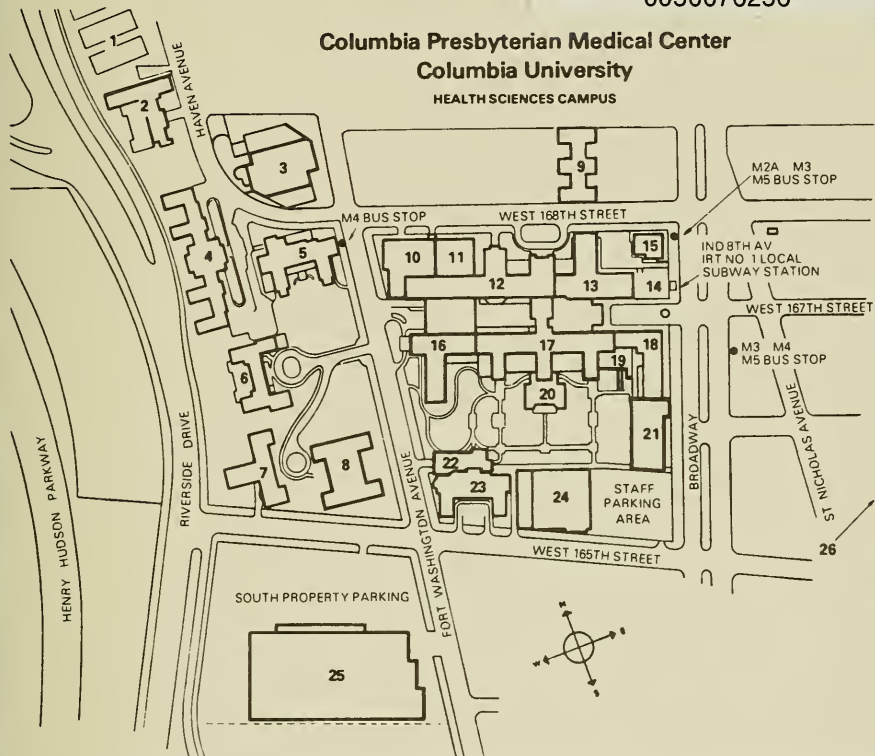 Columbia Presbyterian Medical Center
Columbia University
HEALTH SCIENCES CAMPUS
1
2
HAVEN AVENUE
3
9
M2A M3
M5 BUS STOP
M4 BUS STOP
WEST 168TH STREET
4
5
10
11
12
13
15
14
IND 8TH AV
IRT NO 1 LOCAL
SUBWAY STATION
WEST 167TH STREET
6
16
17
18
19
20
M3 M4
M5 BUS STOP
7
8
21
22
23
24
STAFF
PARKING
AREA
BROADWAY
ST NICHOLAS AVENUE
26
HENRY HUDSON PARKWAY
RIVERSIDE DRIVE
FORT WASHINGTON AVENUE
WEST 165TH STREET
SOUTH PROPERTY PARKING
25
N
E
W
S